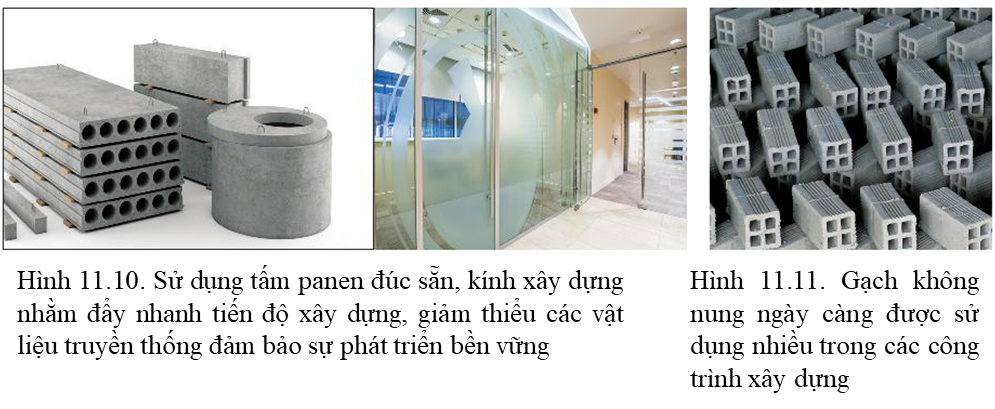 Hình 11.10. Sử dụng tấm panen đúc sẵn, kính xây dựng
nhằm đẩy nhanh tiến độ xây dựng, giảm thiểu các vật
liệu truyền thống đảm bảo sự phát triển bền vững
Hình 11.11. Gạch không
nung ngày càng được sử
dụng nhiều trong các công
trình xây dựng